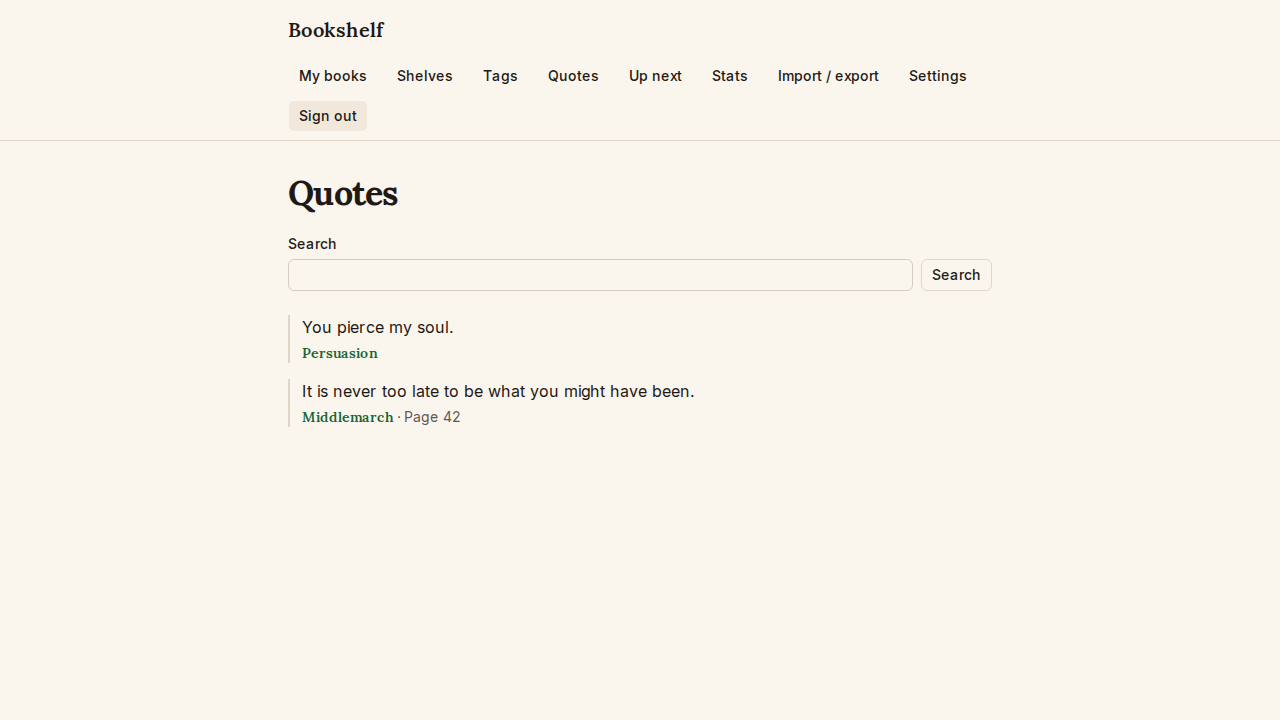 Bookshelf
My books Shelves Tags Quotes Up next Stats Import / export Settings
Sign out
Quotes
Search
Search
You pierce my soul.
Persuasion
It is never too late to be what you might have been.
Middlemarch · Page 42